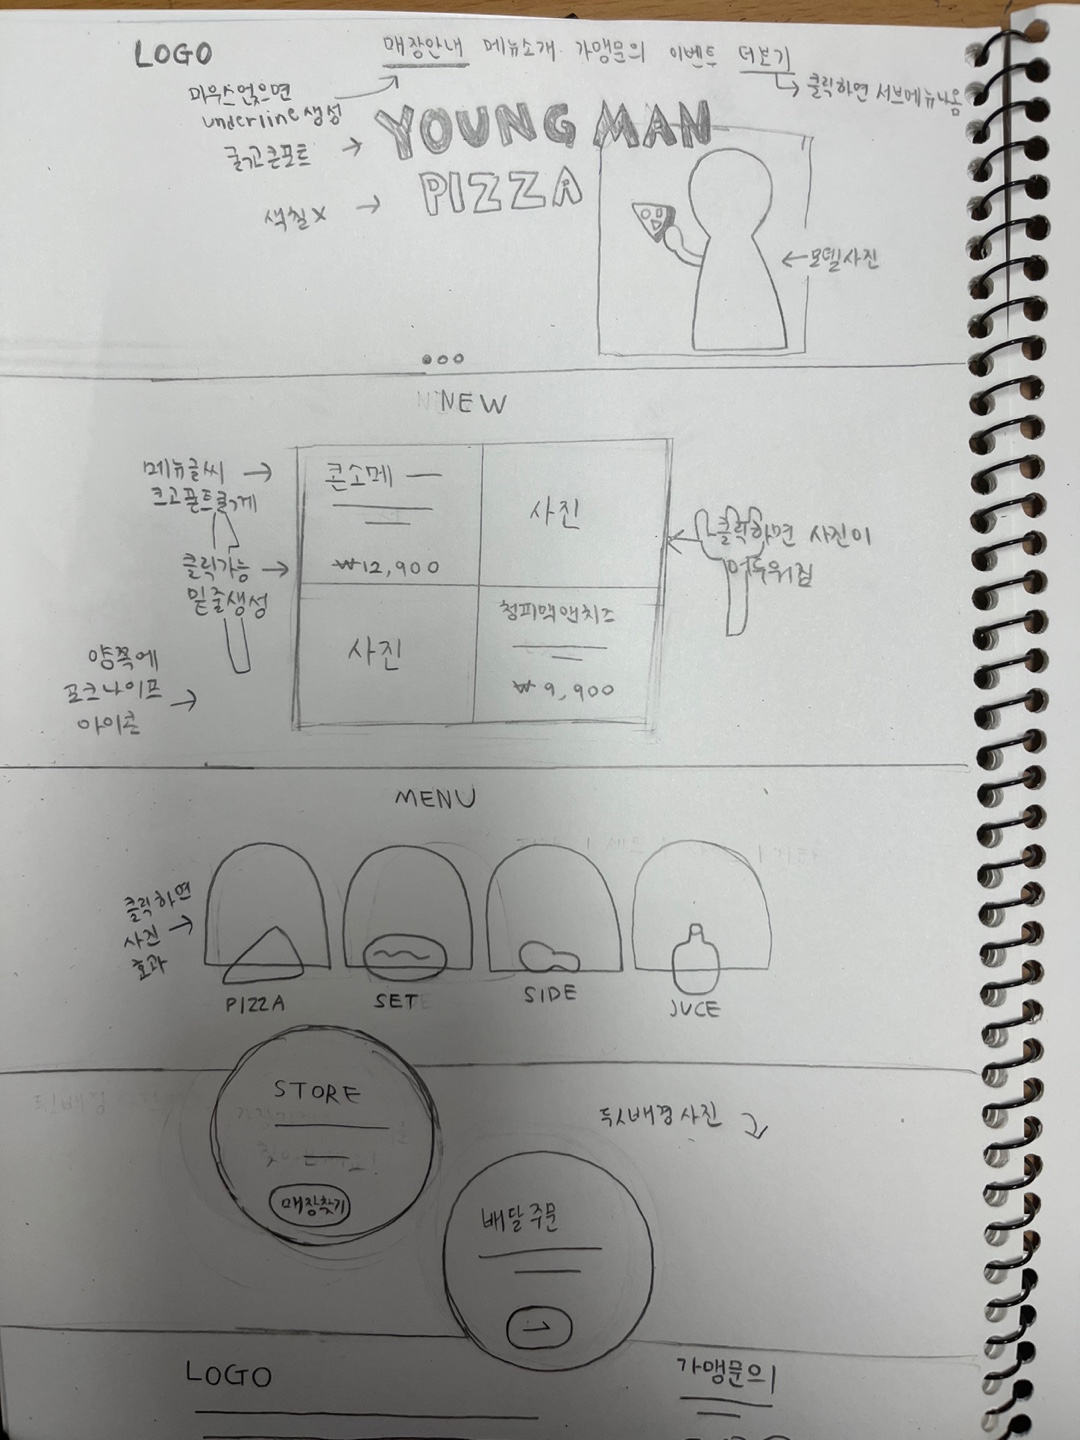 LOGO
매장안내 메뉴소개 가맹문의 이벤트 더보기
클릭하면 서브메뉴나옴
마우스얹으면
underline 생성
굵고큰폰트
YOUNG MAN
PIZZA
색칠X
모델사진
NEW
메뉴글씨
크고폰트굵게
콘소메
₩12,900
사진
클릭하면 사진이
어두워짐
클릭가능
밑줄생성
사진
청피맥앤치즈
₩9,900
양쪽에
포크나이프
아이콘
MENU
클릭하면
사진
효과
PIZZA
SET
SIDE
JUCE
STORE
매장찾기
뒤배경사진
배달주문
LOGO
가맹문의